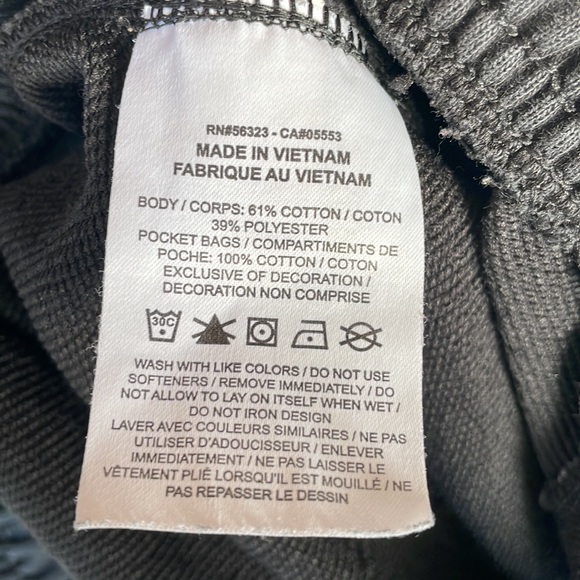 RN#56323 - CA#05553
MADE IN VIETNAM
FABRIQUE AU VIETNAM
BODY / CORPS: 61% COTTON / COTON
39% POLYESTER
POCKET BAGS / COMPARTIMENTS DE
POCHE: 100% COTTON / COTON
EXCLUSIVE OF DECORATION /
DECORATION NON COMPRISE
30C
WASH WITH LIKE COLORS / DO NOT USE
SOFTENERS / REMOVE IMMEDIATELY / DO
NOT ALLOW TO LAY ON ITSELF WHEN WET /
DO NOT IRON DESIGN
LAVER AVEC COULEURS SIMILAIRES / NE PAS
UTILISER D'ADOUCISSEUR / ENLEVER
IMMÉDIATEMENT / NE PAS LAISSER LE
VÊTEMENT PLIÉ LORSQU'IL EST MOUILLÉ / NE
PAS REPASSER LE DESSIN